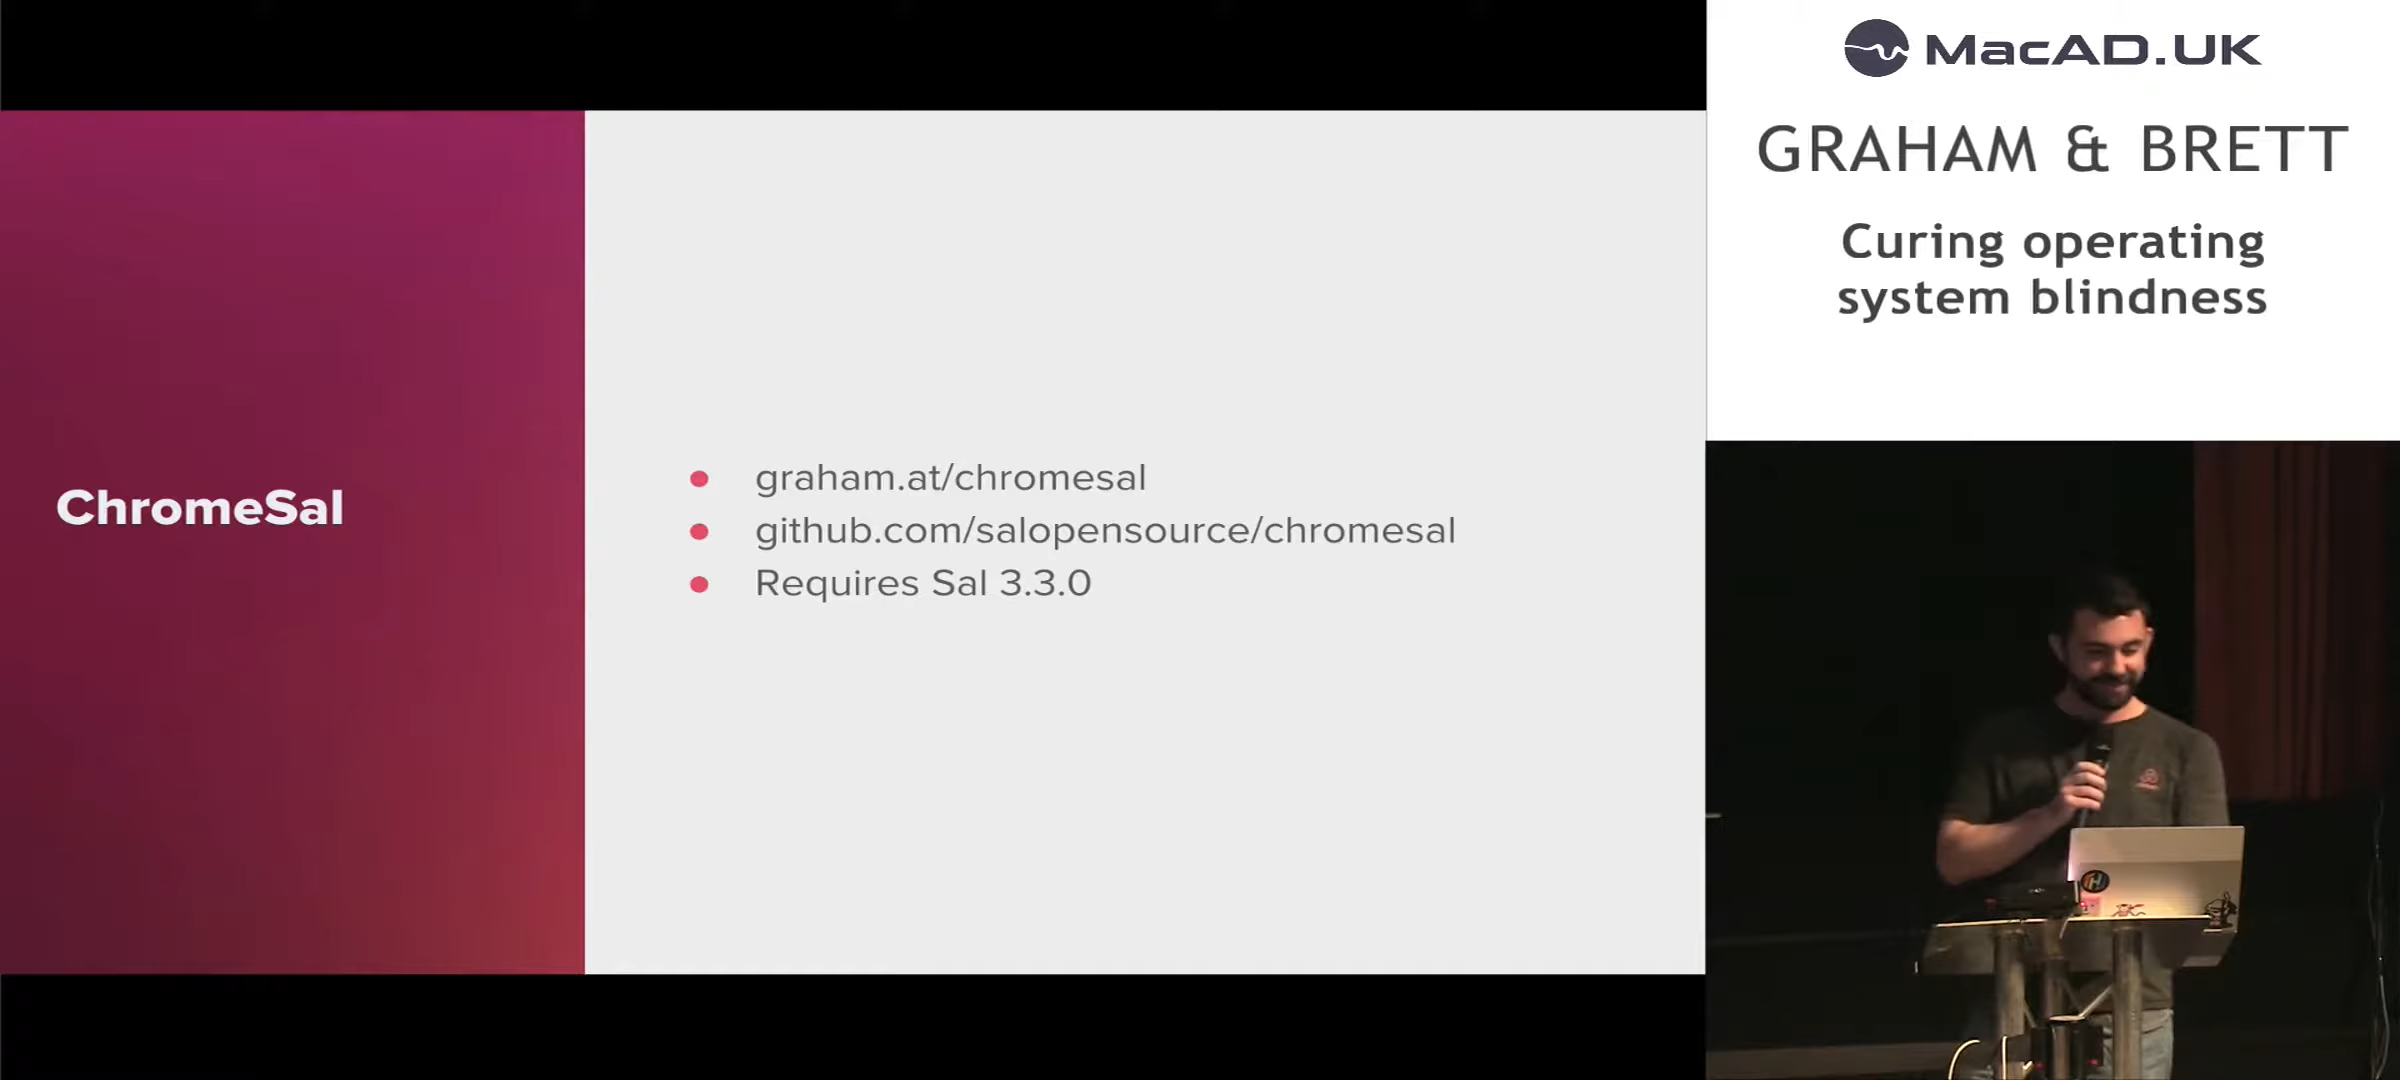 ChromeSal
graham.at/chromesal
github.com/salopensource/chromesal
Requires Sal 3.3.0
MacAD.UK
GRAHAM & BRETT
Curing operating
system blindness